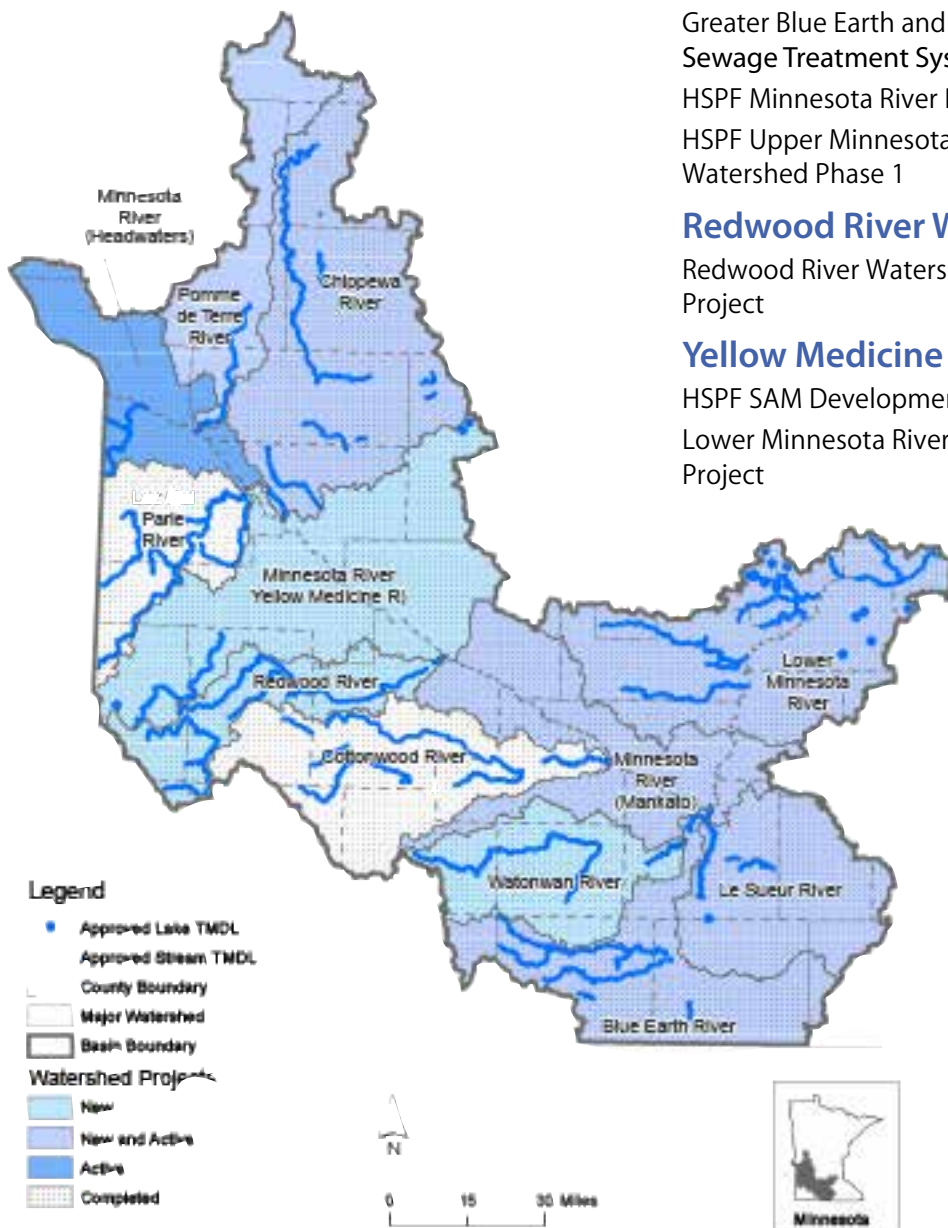 Greater Blue Earth and
Sewage Treatment Sys
HSPF Minnesota River
HSPF Upper Minnesota
Watershed Phase 1
Redwood River W
Redwood River Waters
Project
Yellow Medicine
HSPF SAM Developmen
Lower Minnesota River
Project
Minnesota
River
(Headwaters)
Pomme
de Terre
River
Chippewa
River
Parle
River
Minnesota River
Yellow Medicine R)
Redwood River
Cottonwood River
Lower
Minnesota
River
Minnesota
River
(Mankato)
Watonwan River
Le Sueur River
Blue Earth River
Legend
Approved Lake TMDL
Approved Stream TMDL
County Boundary
Major Watershed
Basin Boundary
Watershed Projects
New
New and Active
Active
Completed
N
0 15 30 Miles
Minnesota